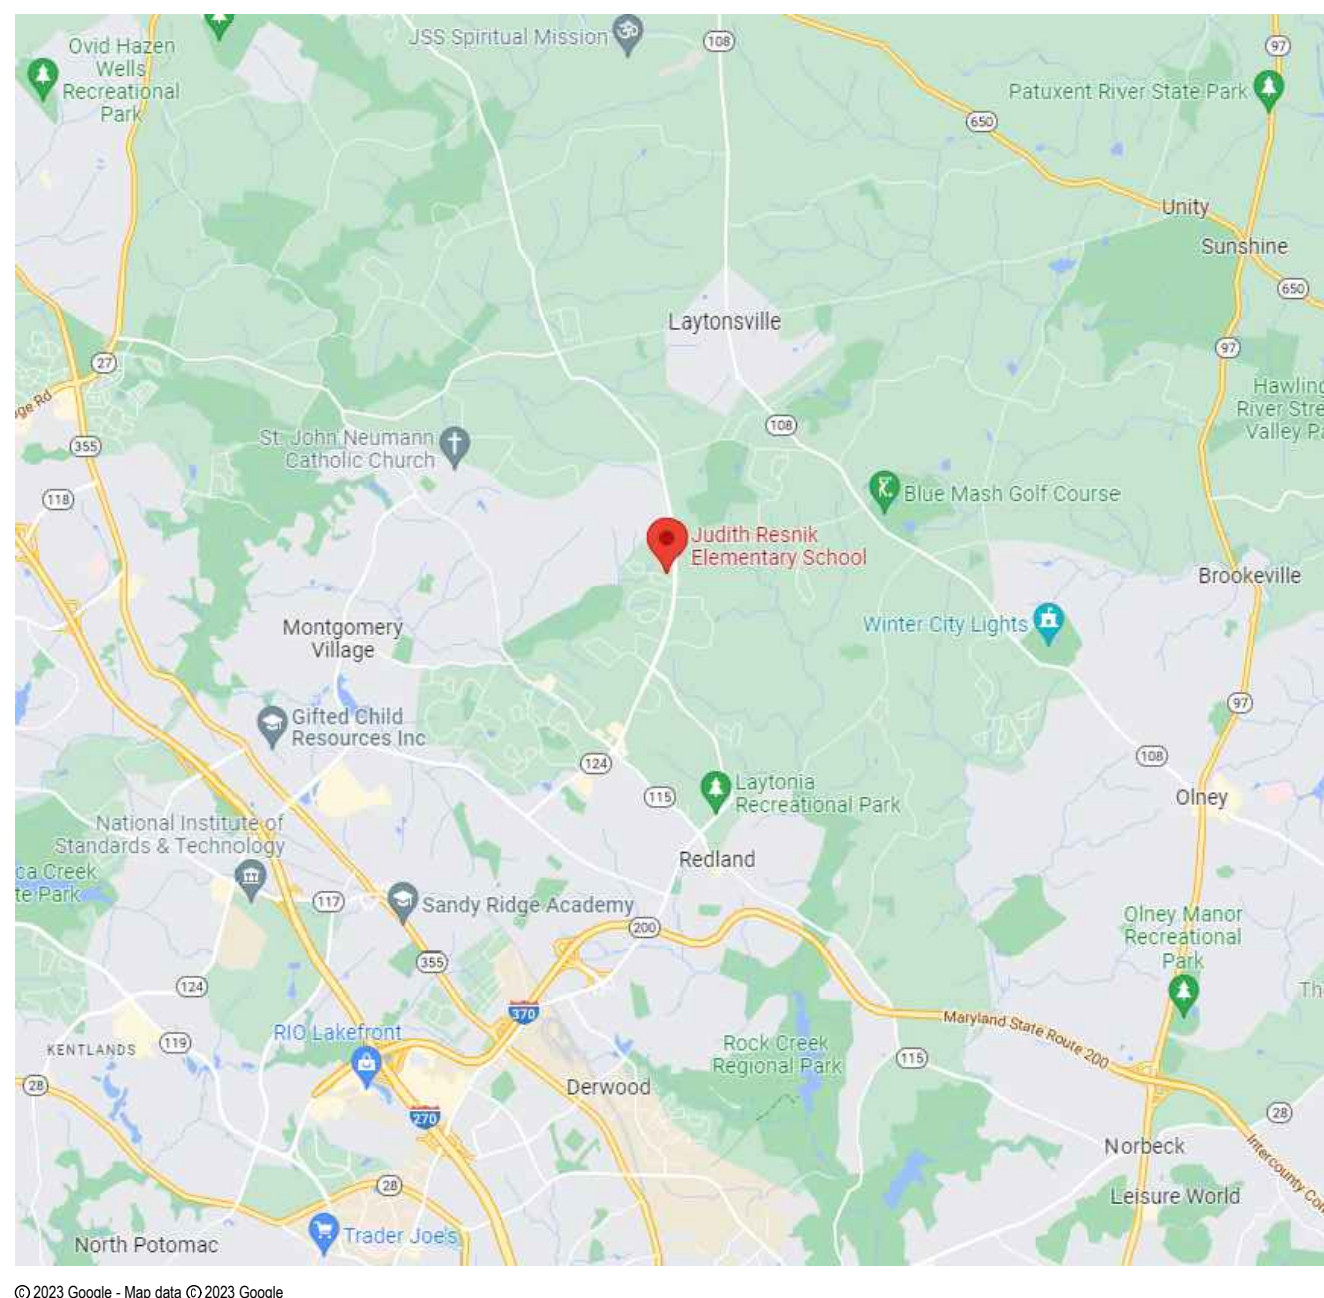 JSS Spiritual Mission
108
97
Ovid Hazen
Wells
Recreational
Park
Patuxent River State Park
650
Unity
Sunshine
650
Laytonsville
27
97
Hawling
River Stre
Valley Pa
ge Rd
108
355
St. John Neumann
Catholic Church
118
Blue Mash Golf Course
Judith Resnik
Elementary School
Brookeville
Winter City Lights
Montgomery
Village
97
Gifted Child
Resources Inc
124
108
Laytonia
Recreational Park
115
Olney
National Institute of
Standards & Technology
Redland
ca Creek
te Park
117
Sandy Ridge Academy
200
Olney Manor
Recreational
Park
355
124
Th
370
Maryland State Route 200
RIO Lakefront
KENTLANDS
119
Rock Creek
Regional Park
115
28
Derwood
270
28
Norbeck
Intercounty Con
28
Leisure World
Trader Joe's
North Potomac
© 2023 Google - Map data © 2023 Google